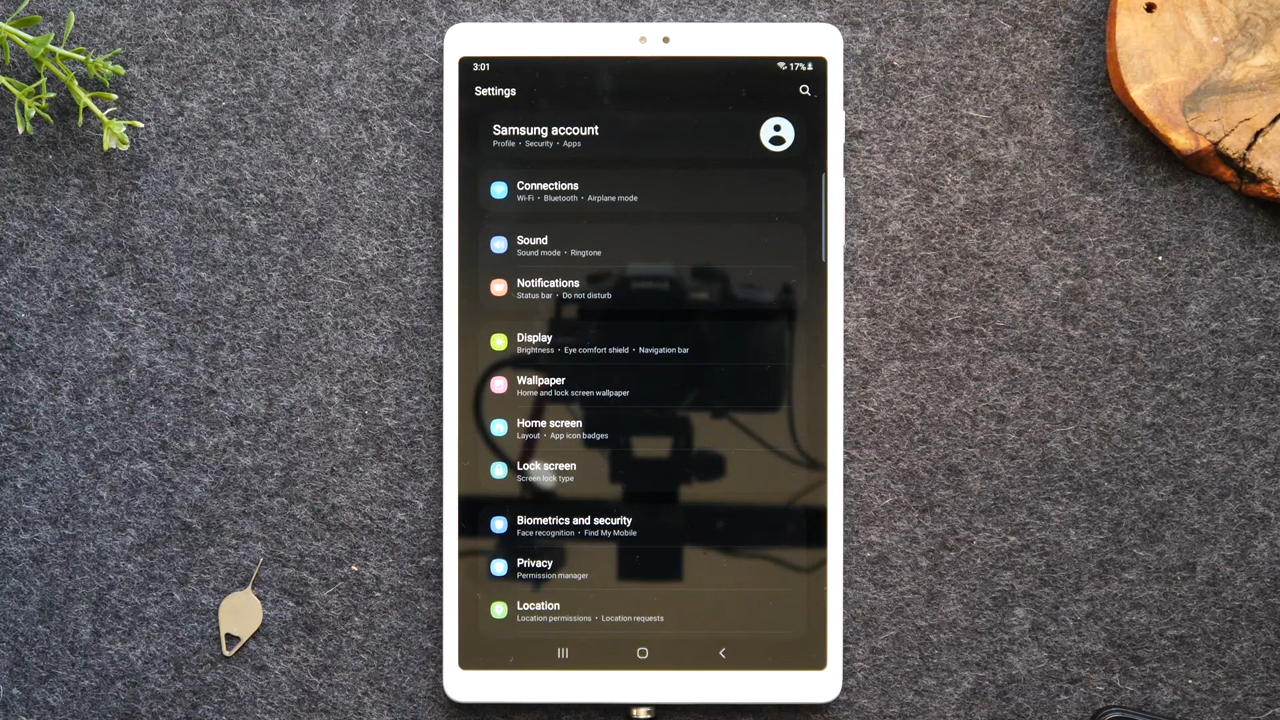 3:01
17%
Settings
Samsung account
Profile • Security • Apps
Connections
Wi-Fi • Bluetooth • Airplane mode
Sound
Sound mode • Ringtone
Notifications
Status bar • Do not disturb
Display
Brightness • Eye comfort shield • Navigation bar
Wallpaper
Home and lock screen wallpaper
Home screen
Layout • App icon badges
Lock screen
Screen lock type
Biometrics and security
Face recognition • Find My Mobile
Privacy
Permission manager
Location
Location permissions • Location requests